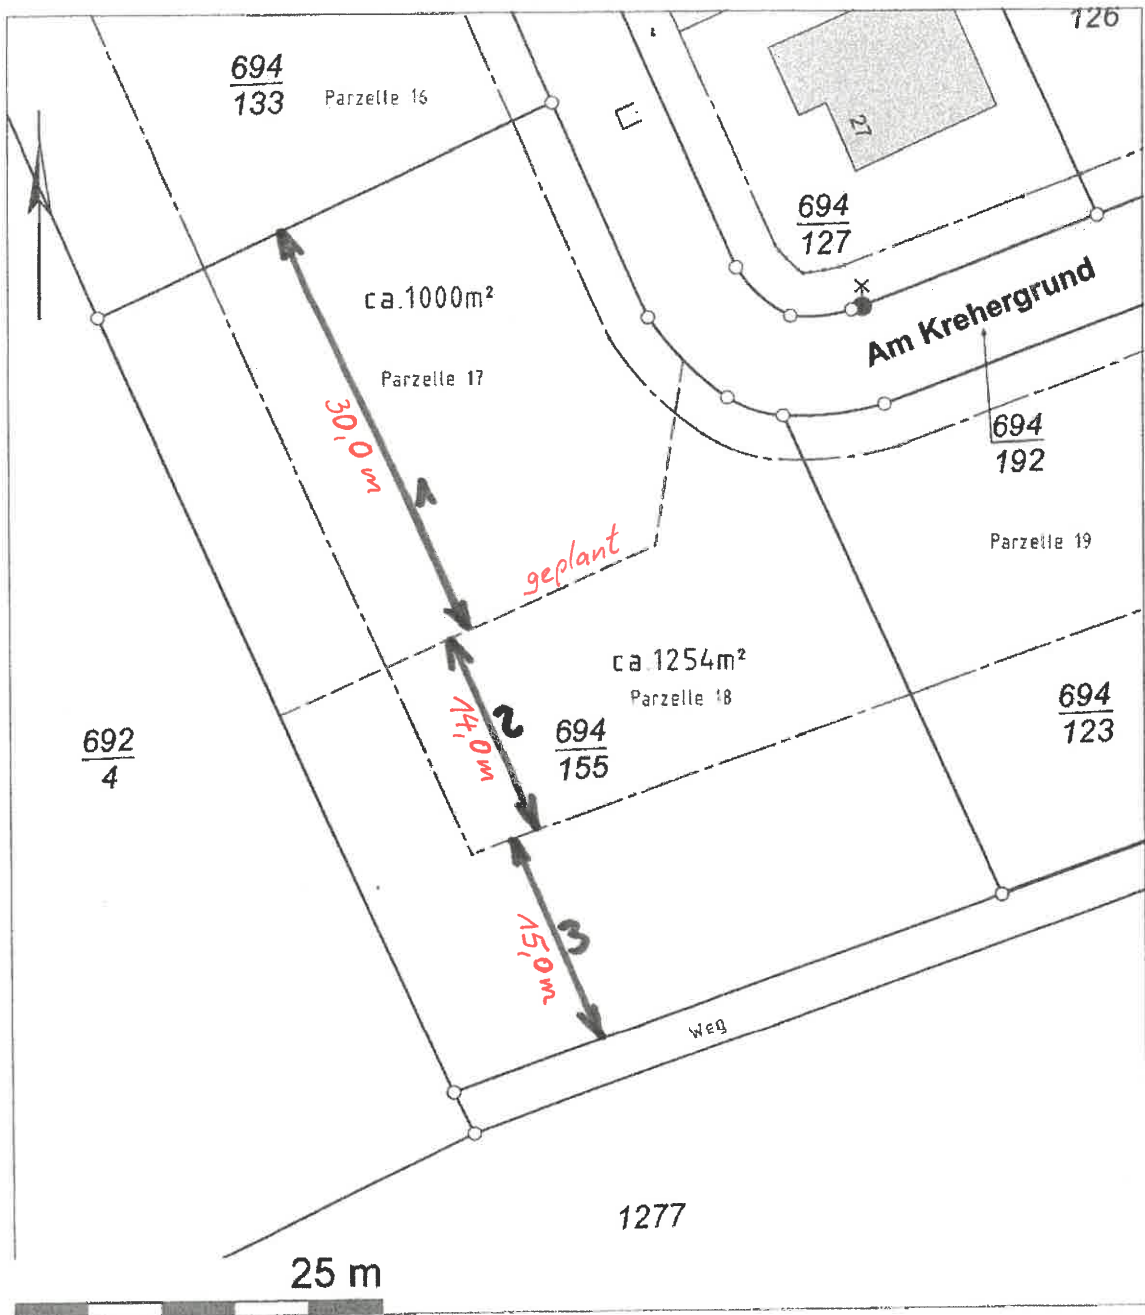 126
694
133
Parzelle 16
27
694
127
ca.1000m²
Am Krehergrund
Parzelle 17
30,0 m
694
192
1
Parzelle 19
geplant
ca.1254m²
Parzelle 18
694
123
14,0 m
2
694
155
692
4
15,0 m
3
Weg
1277
25 m